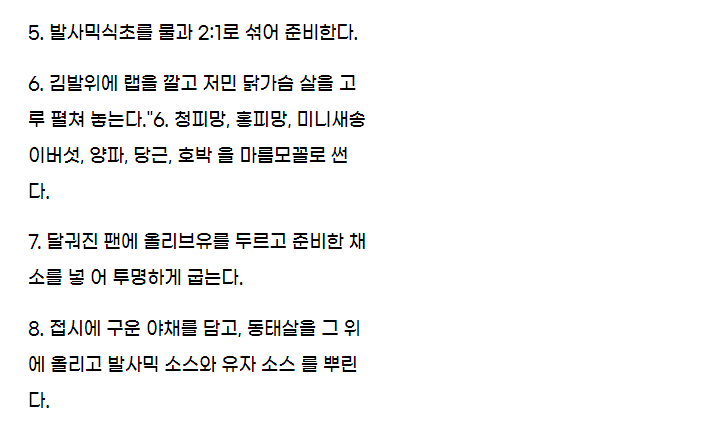 5. 발사믹식초를 물과 2:1로 섞어 준비한다.
6. 김발위에 랩을 깔고 저민 닭가슴 살을 고
루 펼쳐 놓는다."6. 청피망, 홍피망, 미니새송
이버섯, 양파, 당근, 호박 을 마름모꼴로 썬
다.
7. 달궈진 팬에 올리브유를 두르고 준비한 채
소를 넣 어 투명하게 굽는다.
8. 접시에 구운 야채를 담고, 동태살을 그 위
에 올리고 발사믹 소스와 유자 소스 를 뿌린
다.